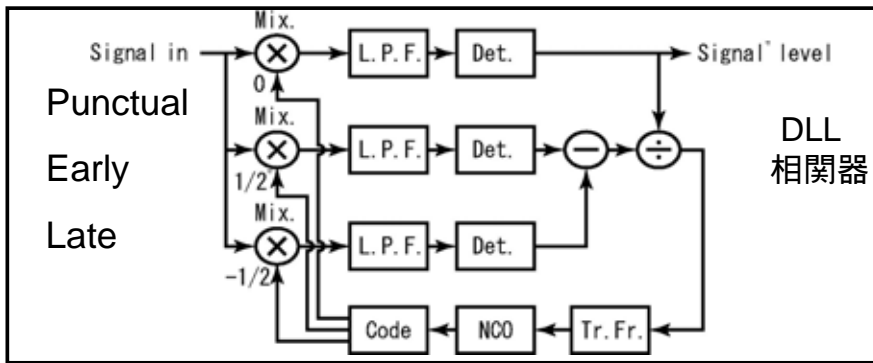 Mix.
Signal in
L.P.F.
Det.
Signal level
0
Punctual
Mix.
L.P.F.
Det.
−
÷
DLL
相関器
Early
1/2
Mix.
Late
L.P.F.
Det.
-1/2
Code
NCO
Tr.Fr.